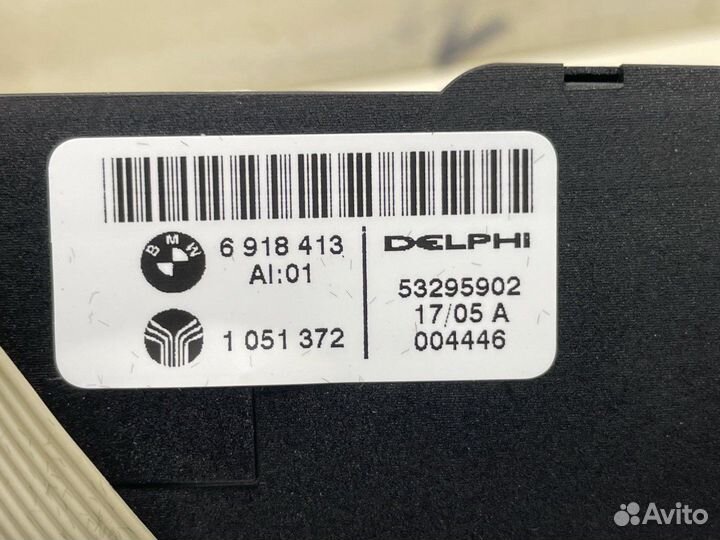 BMW
6 918 413
AI:01
1 051 372
DELPHI
53295902
17/05 A
004446
Avito